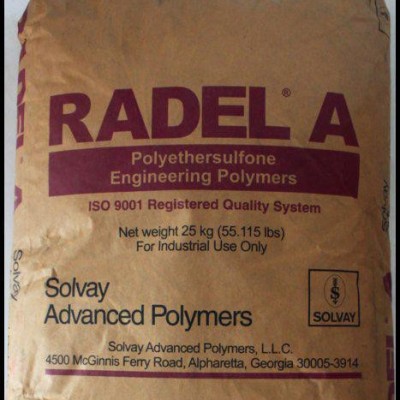 RADEL® A
Polyethersulfone
Engineering Polymers
ISO 9001 Registered Quality System
Net weight 25 kg (55.115 lbs)
For Industrial Use Only
Solvay
Advanced Polymers
SOLVAY
Solvay Advanced Polymers, L.L.C.
4500 McGinnis Ferry Road, Alpharetta, Georgia 30005-3914
Solvay